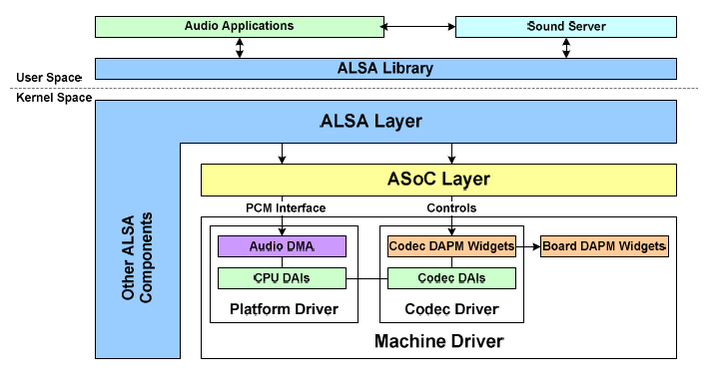 Audio Applications
Sound Server
ALSA Library
User Space
Kernel Space
ALSA Layer
ASoC Layer
PCM Interface
Controls
Audio DMA
Codec DAPM Widgets
Board DAPM Widgets
CPU DAIs
Codec DAIs
Platform Driver
Codec Driver
Machine Driver
Other ALSA
Components